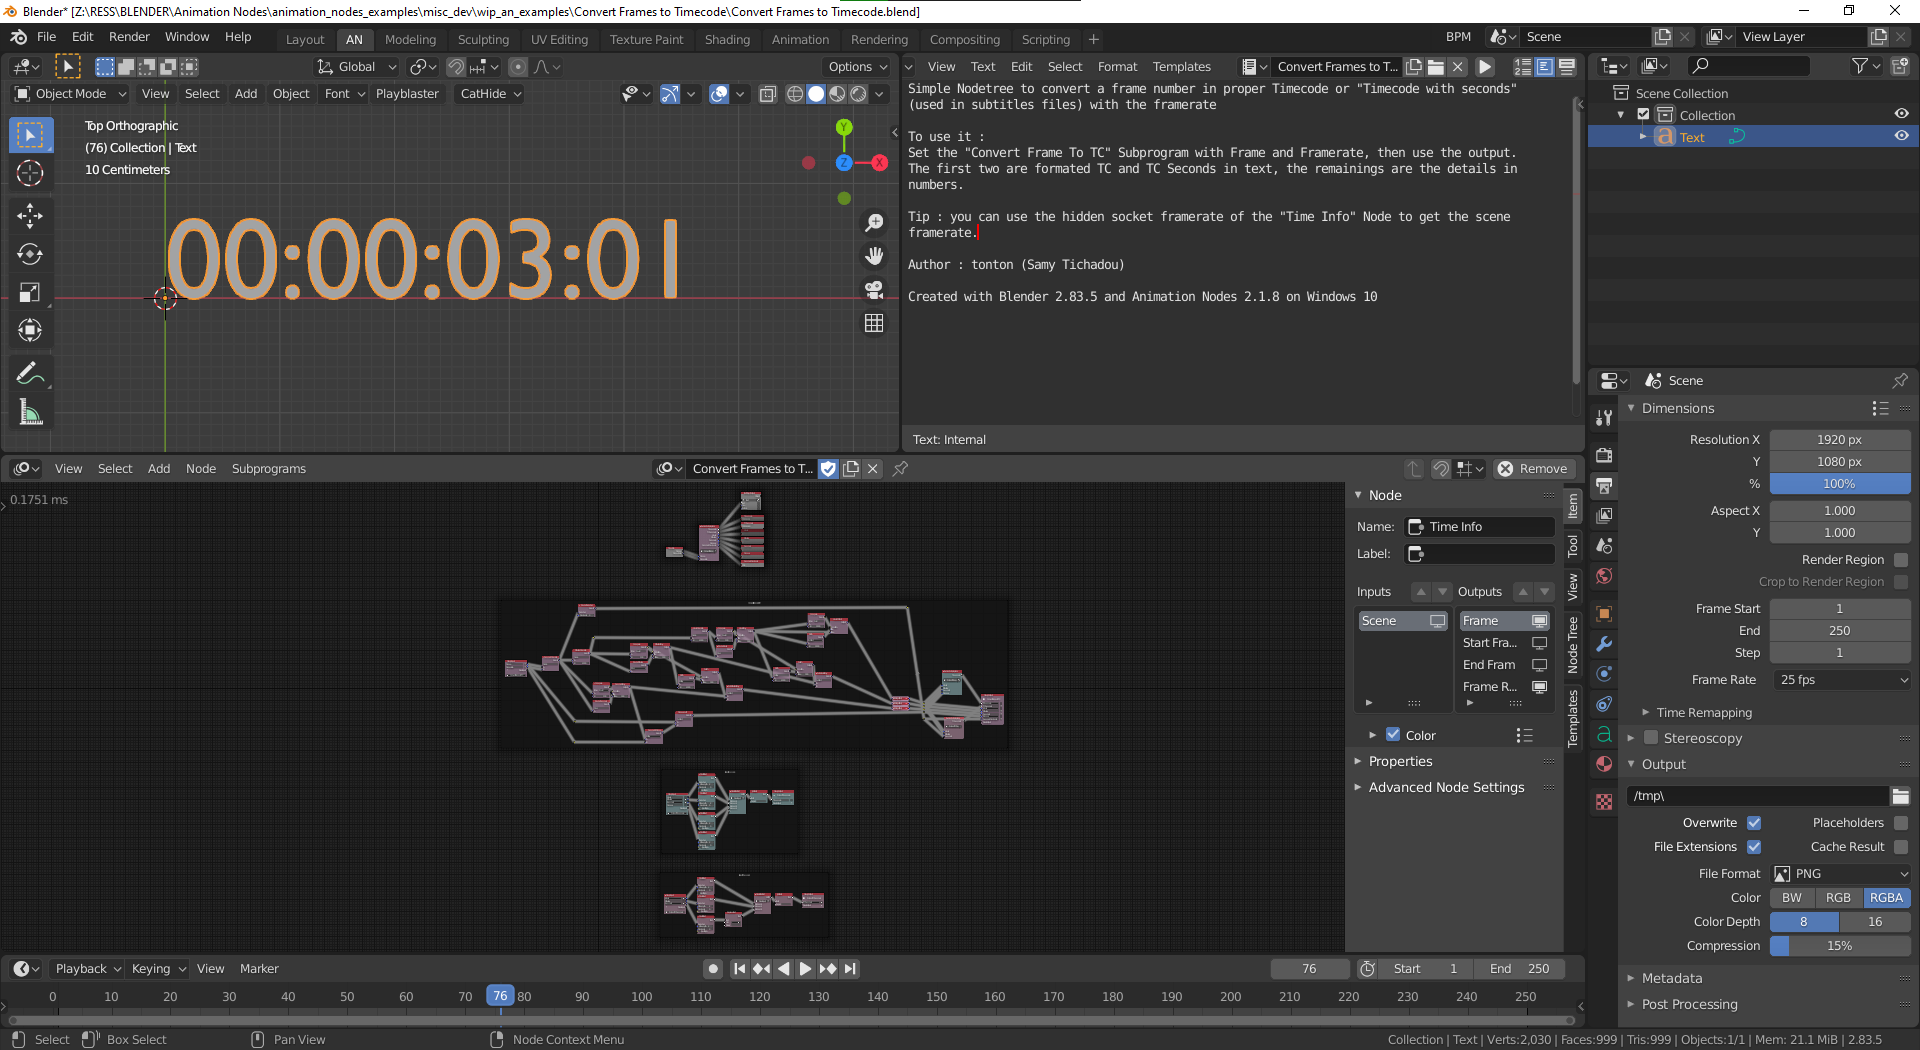 Blender* [Z:\RESS\BLENDER\Animation Nodes\animation_nodes_examples\misc_dev\wip_an_examples\Convert Frames to Timecode\Convert Frames to Timecode.blend]
File Edit Render Window Help Layout AN Modeling Sculpting UV Editing Texture Paint Shading Animation Rendering Compositing Scripting + BPM Scene View Layer
Global Options
View Text Edit Select Format Templates Convert Frames to T...
Object Mode View Select Add Object Font Playblaster CatHide
Top Orthographic
(76) Collection | Text
10 Centimeters
Y
Z
X
00:00:03:01
Simple Nodetree to convert a frame number in proper Timecode or "Timecode with seconds"
(used in subtitles files) with the framerate
To use it :
Set the "Convert Frame To TC" Subprogram with Frame and Framerate, then use the output.
The first two are formated TC and TC Seconds in text, the remainings are the details in
numbers.
Tip : you can use the hidden socket framerate of the "Time Info" Node to get the scene
framerate.
Author : tonton (Samy Tichadou)
Created with Blender 2.83.5 and Animation Nodes 2.1.8 on Windows 10
Text: Internal
Scene Collection
Collection
Text
View Select Add Node Subprograms Convert Frames to T... Remove
0.1751 ms
Node
Name: Time Info
Label:
Inputs Outputs
Scene Frame
Start Fra...
End Fram
Frame R...
Color
Properties
Advanced Node Settings
Item
Tool
View
Node Tree
Templates
Scene
Dimensions
Resolution X 1920 px
Y 1080 px
% 100%
Aspect X 1.000
Y 1.000
Render Region
Crop to Render Region
Frame Start 1
End 250
Step 1
Frame Rate 25 fps
Time Remapping
Stereoscopy
Output
/tmp\
Overwrite Placeholders
File Extensions Cache Result
File Format PNG
Color BW RGB RGBA
Color Depth 8 16
Compression 15%
Metadata
Post Processing
Playback Keying View Marker 76 Start 1 End 250
0 10 20 30 40 50 60 70 76 80 90 100 110 120 130 140 150 160 170 180 190 200 210 220 230 240 250
Select Box Select Pan View Node Context Menu Collection | Text | Verts:2,030 | Faces:999 | Tris:999 | Objects:1/1 | Mem: 21.1 MiB | 2.83.5